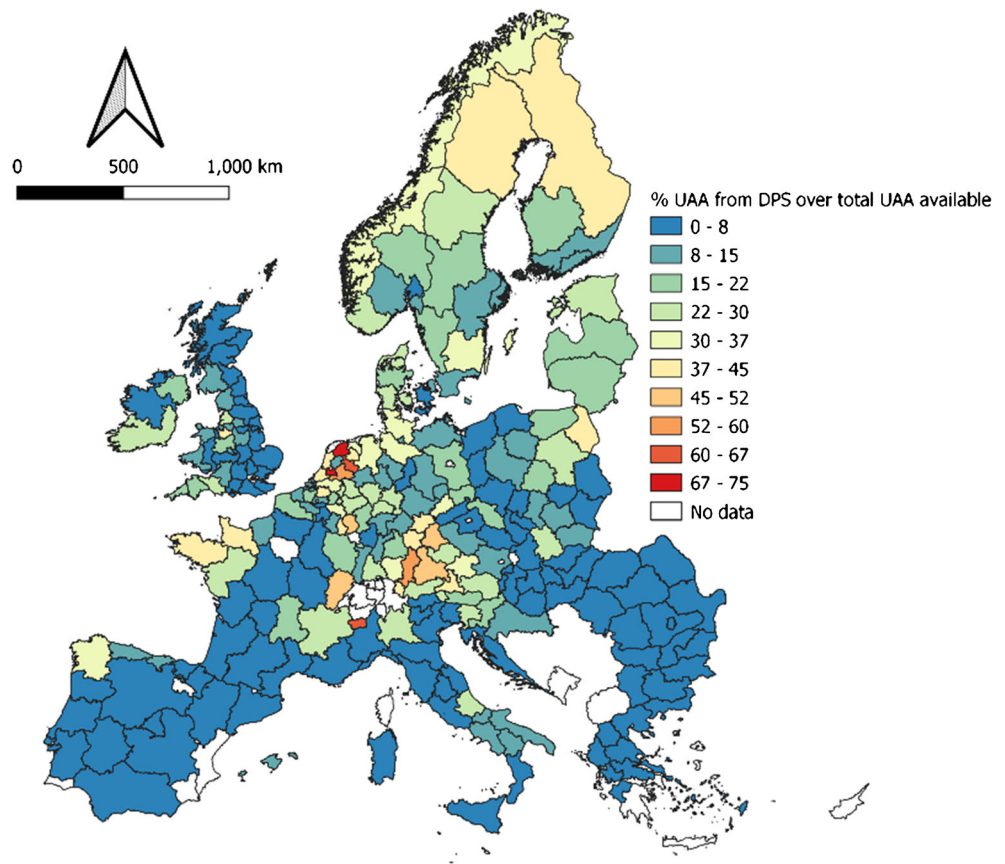 0 500 1,000 km
% UAA from DPS over total UAA available
0 - 8
8 - 15
15 - 22
22 - 30
30 - 37
37 - 45
45 - 52
52 - 60
60 - 67
67 - 75
No data